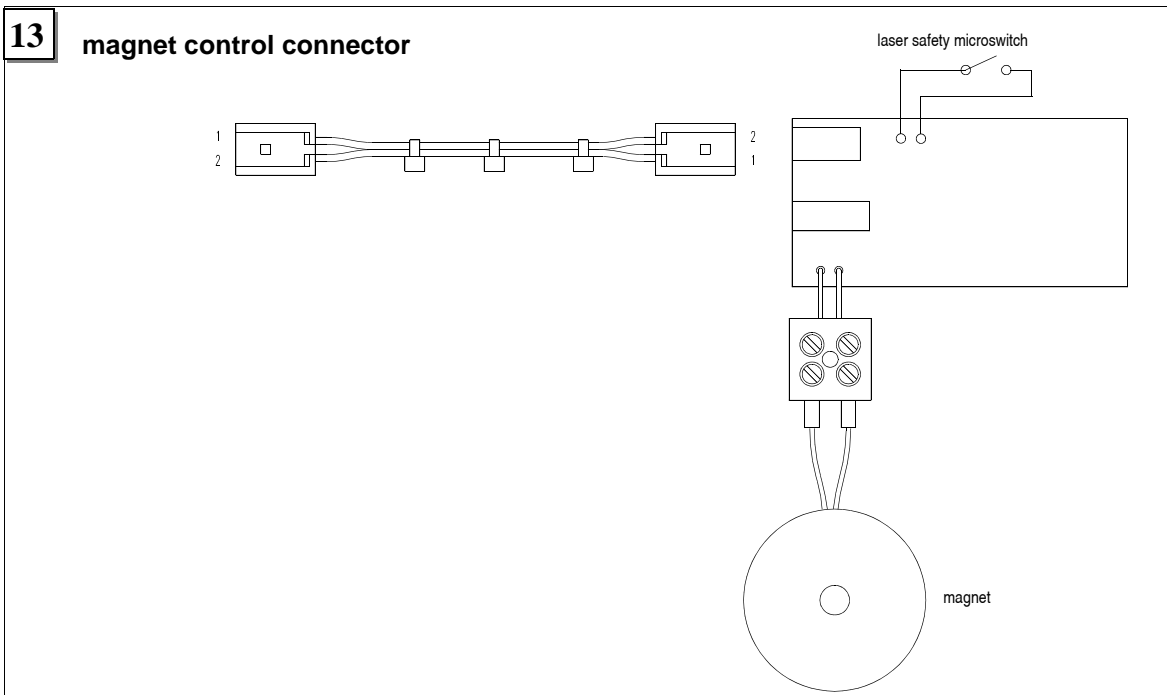 13
magnet control connector
laser safety microswitch
1
2
2
1
magnet